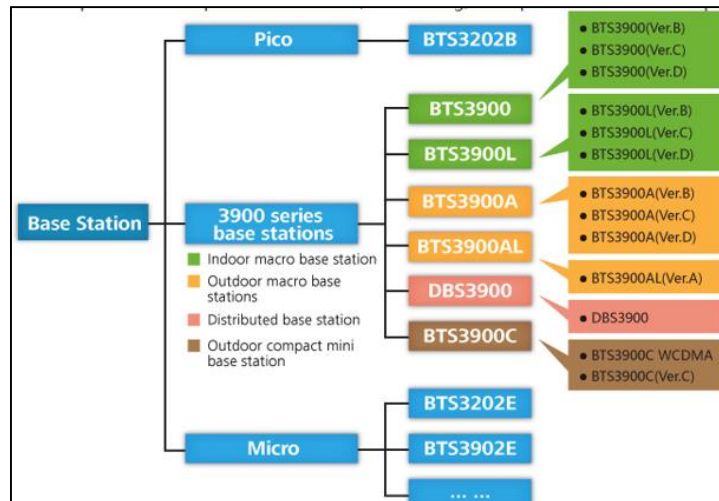 Pico
BTS3202B
BTS3900(Ver.B)
BTS3900(Ver.C)
BTS3900(Ver.D)
BTS3900
BTS3900L
BTS3900L(Ver.B)
BTS3900L(Ver.C)
BTS3900L(Ver.D)
Base Station
3900 series
base stations
BTS3900A
BTS3900A(Ver.B)
BTS3900A(Ver.C)
BTS3900A(Ver.D)
BTS3900AL
BTS3900AL(Ver.A)
Indoor macro base station
Outdoor macro base
stations
Distributed base station
Outdoor compact mini
base station
DBS3900
DBS3900
BTS3900C
BTS3900C WCDMA
BTS3900C(Ver.C)
Micro
BTS3202E
BTS3902E
... ...